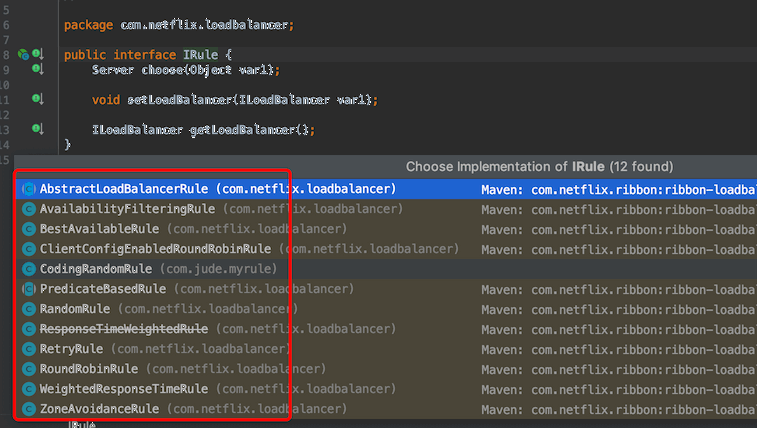 5
6 package com.netflix.loadbalancer;
7
8 public interface IRule {
9 Server choose(Object var1);
10
11 void setLoadBalancer(ILoadBalancer var1);
12
13 ILoadBalancer getLoadBalancer();
14 }
15
Choose Implementation of IRule (12 found)
AbstractLoadBalancerRule (com.netflix.loadbalancer) Maven: com.netflix.ribbon:ribbon-loadba
AvailabilityFilteringRule (com.netflix.loadbalancer) Maven: com.netflix.ribbon:ribbon-loadba
BestAvailableRule (com.netflix.loadbalancer) Maven: com.netflix.ribbon:ribbon-loadba
ClientConfigEnabledRoundRobinRule (com.netflix.loadbalancer) Maven: com.netflix.ribbon:ribbon-loadba
CodingRandomRule (com.jude.myrule)
PredicateBasedRule (com.netflix.loadbalancer) Maven: com.netflix.ribbon:ribbon-loadba
RandomRule (com.netflix.loadbalancer) Maven: com.netflix.ribbon:ribbon-loadba
ResponseTimeWeightedRule (com.netflix.loadbalancer) Maven: com.netflix.ribbon:ribbon-loadba
RetryRule (com.netflix.loadbalancer) Maven: com.netflix.ribbon:ribbon-loadba
RoundRobinRule (com.netflix.loadbalancer) Maven: com.netflix.ribbon:ribbon-loadba
WeightedResponseTimeRule (com.netflix.loadbalancer) Maven: com.netflix.ribbon:ribbon-loadba
ZoneAvoidanceRule (com.netflix.loadbalancer) Maven: com.netflix.ribbon:ribbon-loadba
IRule